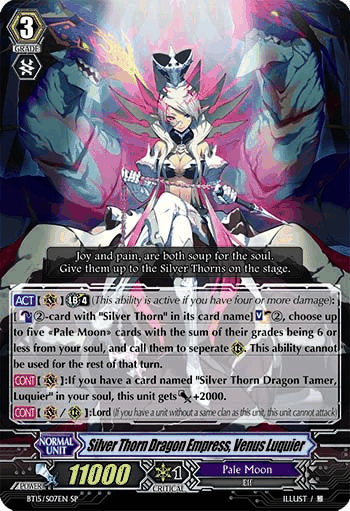 3
GRADE
Joy and pain, are both soup for the soul.
Give them up to the Silver Thorns on the stage.
ACT [ ] LB 4 (This ability is active if you have four or more damage):
[ ②-card with "Silver Thorn" in its card name] V ②, choose up
to five «Pale Moon» cards with the sum of their grades being 6 or
less from your soul, and call them to seperate . This ability cannot
be used for the rest of that turn.
CONT [ ]:If you have a card named "Silver Thorn Dragon Tamer,
Luquier" in your soul, this unit gets +2000.
CONT [ / ]:Lord (If you have a unit without a same clan as this unit, this unit cannot attack)
NORMAL
UNIT
Silver Thorn Dragon Empress, Venus Luquier
POWER
11000
1
CRITICAL
Pale Moon
Elf
BT15/S07EN SP
ILLUST /